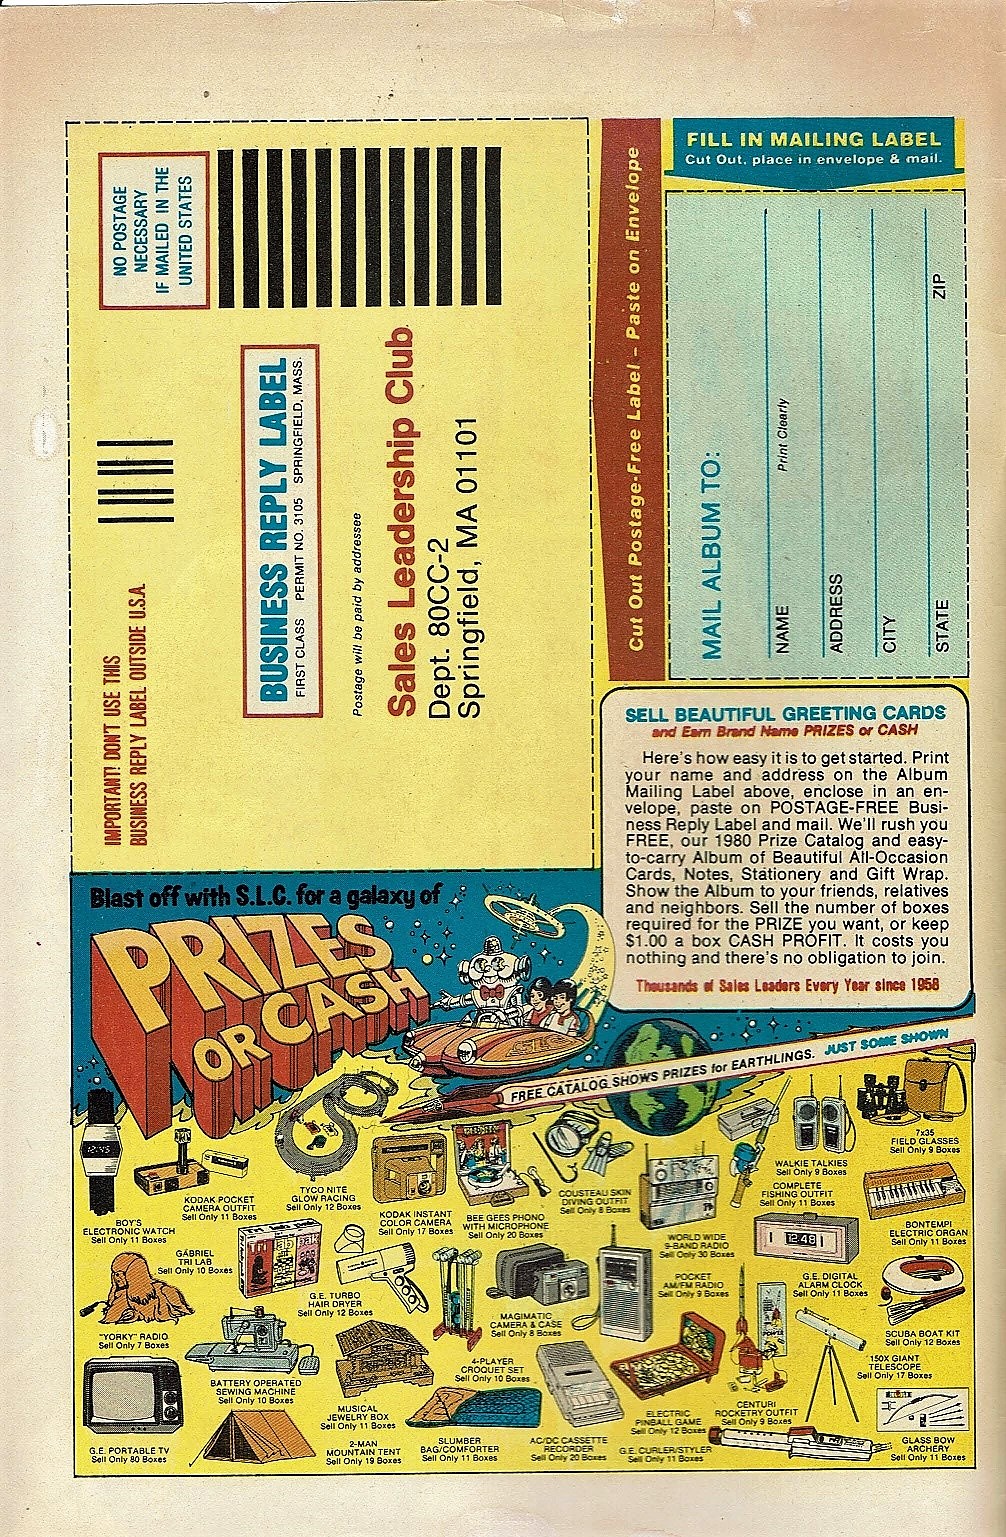 NO POSTAGE
NECESSARY
IF MAILED IN THE
UNITED STATES
IMPORTANT! DON'T USE THIS
BUSINESS REPLY LABEL OUTSIDE U.S.A.
BUSINESS REPLY LABEL
FIRST CLASS PERMIT NO. 3105 SPRINGFIELD, MASS.
Postage will be paid by addressee
Sales Leadership Club
Dept. 80CC-2
Springfield, MA 01101
Cut Out Postage-Free Label – Paste on Envelope
FILL IN MAILING LABEL
Cut Out, place in envelope & mail.
MAIL ALBUM TO:
Print Clearly
NAME
ADDRESS
CITY
STATE ZIP
SELL BEAUTIFUL GREETING CARDS
and Earn Brand Name PRIZES or CASH
Here's how easy it is to get started. Print
your name and address on the Album
Mailing Label above, enclose in an en-
velope, paste on POSTAGE-FREE Busi-
ness Reply Label and mail. We'll rush you
FREE, our 1980 Prize Catalog and easy-
to-carry Album of Beautiful All-Occasion
Cards, Notes, Stationery and Gift Wrap.
Show the Album to your friends, relatives
and neighbors. Sell the number of boxes
required for the PRIZE you want, or keep
$1.00 a box CASH PROFIT. It costs you
nothing and there's no obligation to join.
Thousands of Sales Leaders Every Year since 1958
Blast off with S.L.C. for a galaxy of
PRIZES
OR CASH
SLC
FREE CATALOG SHOWS PRIZES for EARTHLINGS. JUST SOME SHOWN
12:45
BOY'S
ELECTRONIC WATCH
Sell Only 11 Boxes
KODAK POCKET
CAMERA OUTFIT
Sell Only 11 Boxes
TYCO NITE
GLOW RACING
Sell Only 12 Boxes
KODAK INSTANT
COLOR CAMERA
Sell Only 17 Boxes
BEE GEES PHONO
WITH MICROPHONE
Sell Only 20 Boxes
COUSTEAU SKIN
DIVING OUTFIT
Sell Only 8 Boxes
WORLD WIDE
9-BAND RADIO
Sell Only 30 Boxes
COMPLETE
FISHING OUTFIT
Sell Only 11 Boxes
WALKIE TALKIES
Sell Only 9 Boxes
7x35
FIELD GLASSES
Sell Only 9 Boxes
BONTEMPI
ELECTRIC ORGAN
Sell Only 11 Boxes
"YORKY" RADIO
Sell Only 7 Boxes
GABRIEL
TRI LAB
Sell Only 10 Boxes
G.E. TURBO
HAIR DRYER
Sell Only 12 Boxes
4-PLAYER
CROQUET SET
Sell Only 10 Boxes
MAGIMATIC
CAMERA & CASE
Sell Only 8 Boxes
POCKET
AM/FM RADIO
Sell Only 9 Boxes
12:48
G.E. DIGITAL
ALARM CLOCK
Sell Only 11 Boxes
SCUBA BOAT KIT
Sell Only 12 Boxes
BATTERY OPERATED
SEWING MACHINE
Sell Only 10 Boxes
MUSICAL
JEWELRY BOX
Sell Only 11 Boxes
ELECTRIC
PINBALL GAME
Sell Only 12 Boxes
CENTURI
ROCKETRY OUTFIT
Sell Only 9 Boxes
150X GIANT
TELESCOPE
Sell Only 17 Boxes
G.E. PORTABLE TV
Sell Only 80 Boxes
2-MAN
MOUNTAIN TENT
Sell Only 19 Boxes
SLUMBER
BAG/COMFORTER
Sell Only 11 Boxes
AC/DC CASSETTE
RECORDER
Sell Only 20 Boxes
G.E. CURLER/STYLER
Sell Only 11 Boxes
GLASS BOW
ARCHERY
Sell Only 11 Boxes